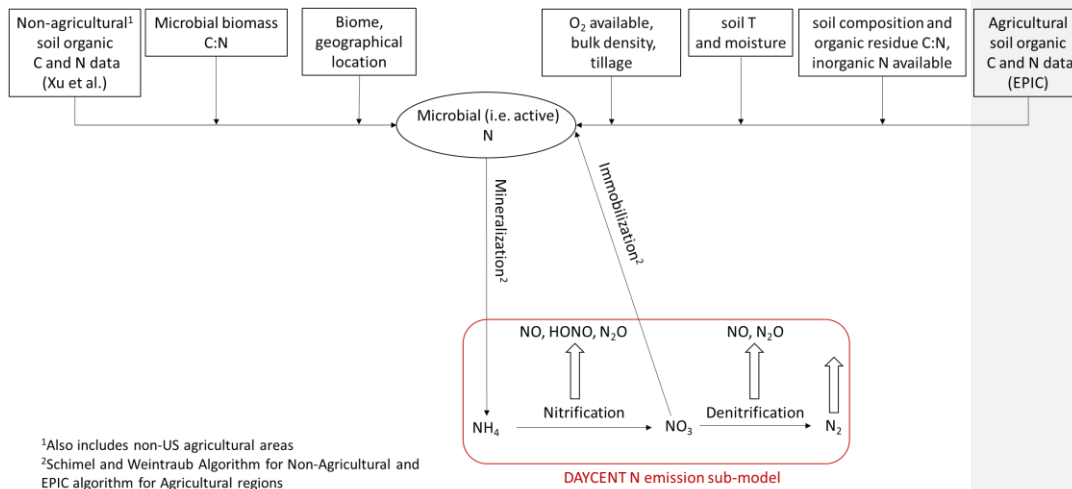 Non-agricultural¹
soil organic
C and N data
(Xu et al.)
Microbial biomass
C:N
Biome,
geographical
location
O₂ available,
bulk density,
tillage
soil T
and moisture
soil composition and
organic residue C:N,
inorganic N available
Agricultural
soil organic
C and N data
(EPIC)
Microbial (i.e. active)
N
Mineralization²
Immobilization²
NO, HONO, N₂O
NO, N₂O
Nitrification
Denitrification
NH₄
NO₃
N₂
DAYCENT N emission sub-model
¹Also includes non-US agricultural areas
²Schimel and Weintraub Algorithm for Non-Agricultural and
EPIC algorithm for Agricultural regions